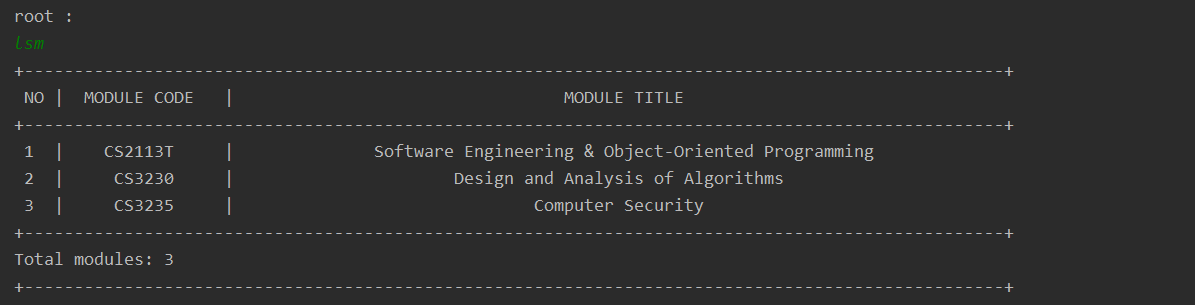 root :
lsm
+--------------------------------------------------------------------------------------------------+
 NO |  MODULE CODE   |                                 MODULE TITLE
+--------------------------------------------------------------------------------------------------+
 1  |    CS2113T     |              Software Engineering & Object-Oriented Programming
 2  |     CS3230     |                      Design and Analysis of Algorithms
 3  |     CS3235     |                              Computer Security
+--------------------------------------------------------------------------------------------------+
Total modules: 3
+--------------------------------------------------------------------------------------------------+